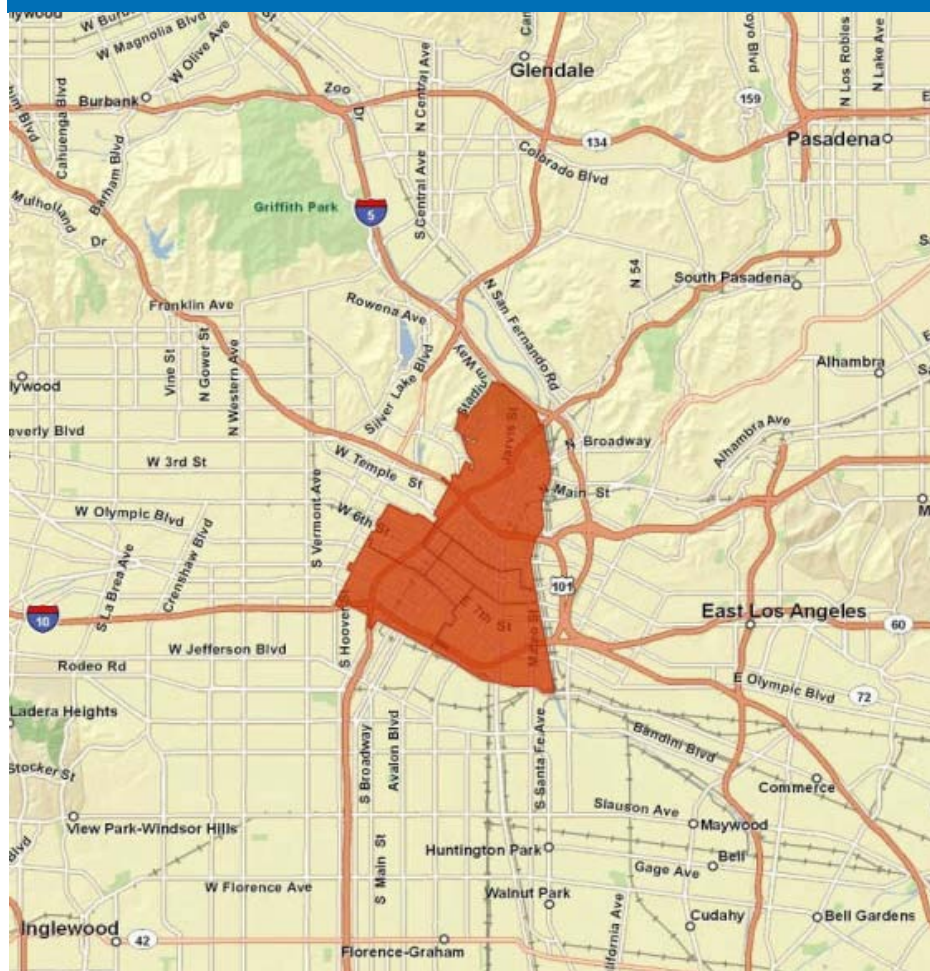 W Magnolia Blvd
W Olive Ave
Burbank
Zoo
Dr
N Central Ave
S Central Ave
Glendale
134
Colorado Blvd
159
N Los Robles
N Lake Ave
Pasadena
Cahuenga Blvd
Barham Blvd
Mulholland
Dr
Griffith Park
5
N 54
South Pasadena
Franklin Ave
Rowena Ave
N San Fernando Rd
Vine St
N Gower St
N Western Ave
Silver Lake Blvd
Stadium Way
Jarvis St
Alhambra
Alhambra Ave
N Broadway
Main St
W 3rd St
W Temple St
W 6th St
W Olympic Blvd
S Vermont Ave
S La Brea Ave
Crenshaw Blvd
10
S Hoover
E 7th St
101
East Los Angeles
60
W Jefferson Blvd
Rodeo Rd
E Olympic Blvd
72
Ladera Heights
Stocker St
S Broadway
Avalon Blvd
S Santa Fe Ave
Bandini Blvd
Commerce
View Park-Windsor Hills
Slauson Ave
Maywood
Huntington Park
Gage Ave
Bell
S Main St
W Florence Ave
Walnut Park
Cudahy
Bell Gardens
Inglewood
42
Florence-Graham